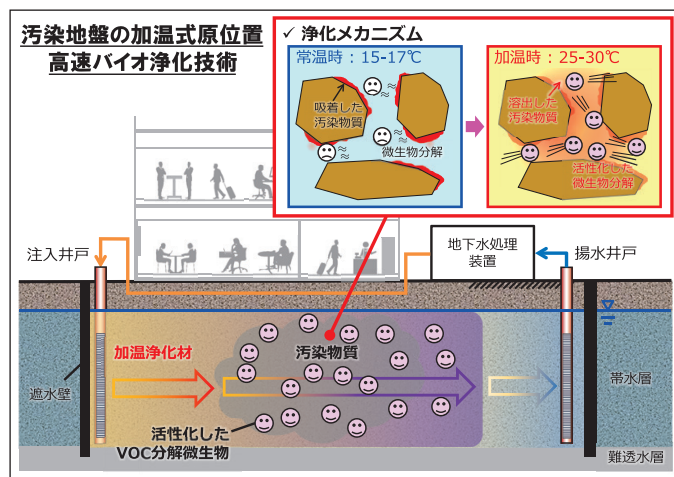 汚染地盤の加温式原位置
高速バイオ浄化技術
✓ 浄化メカニズム
常温時：15-17℃
吸着した
汚染物質
微生物分解
加温時：25-30℃
溶出した
汚染物質
活性化した
微生物分解
注入井戸
地下水処理
装置
揚水井戸
加温浄化材
汚染物質
遮水壁
帯水層
活性化した
VOC分解微生物
難透水層